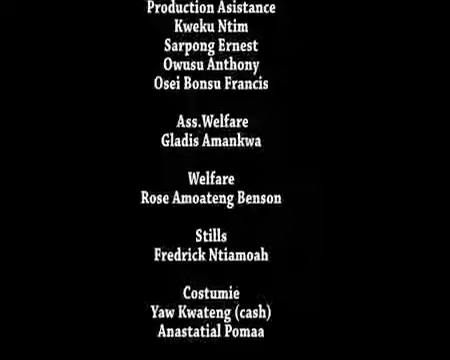 Production Asistance
Kweku Ntim
Sarpong Ernest
Owusu Anthony
Osei Bonsu Francis
Ass.Welfare
Gladis Amankwa
Welfare
Rose Amoateng Benson
Stills
Fredrick Ntiamoah
Costumie
Yaw Kwateng (cash)
Anastatial Pomaa